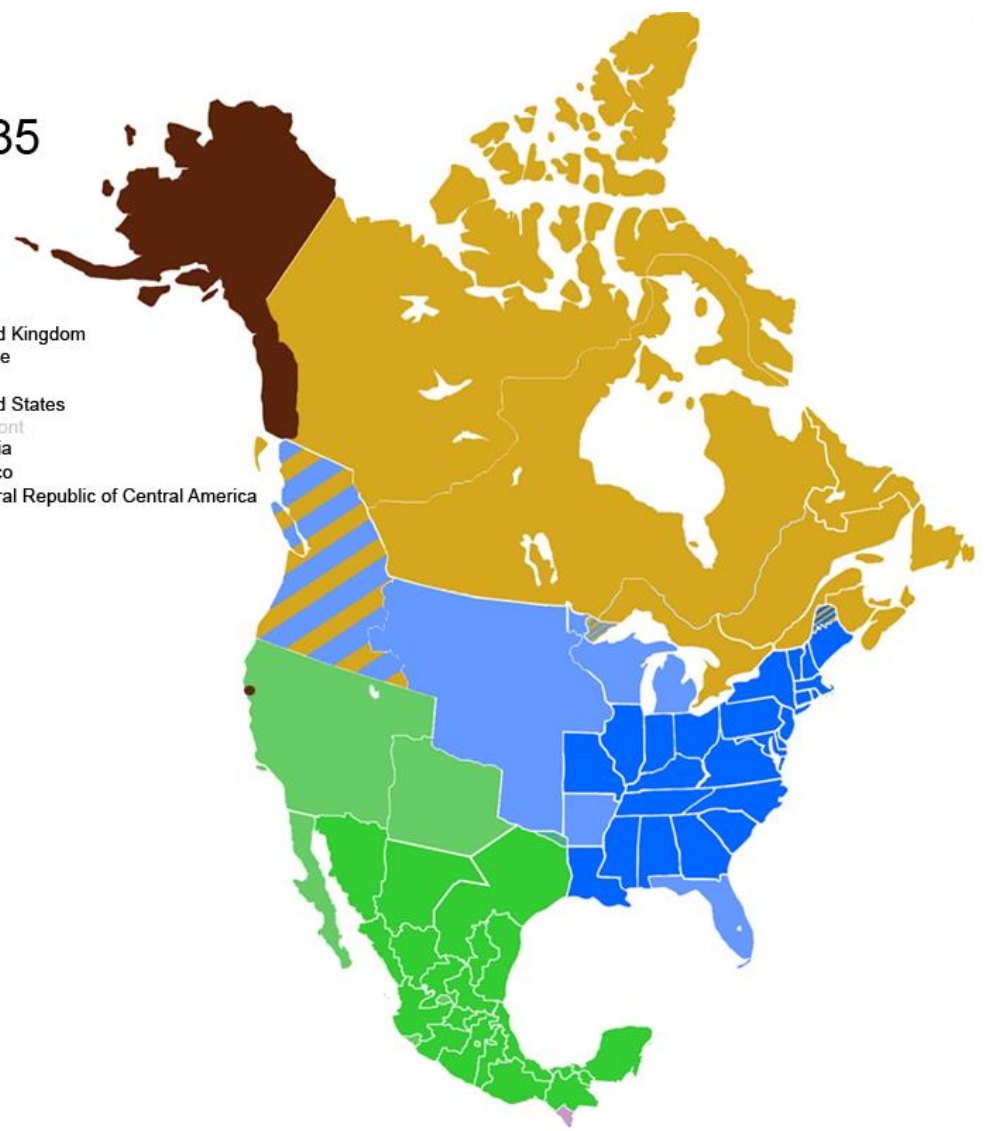 35
d Kingdom
e
d States
ont
ia
co
ral Republic of Central America